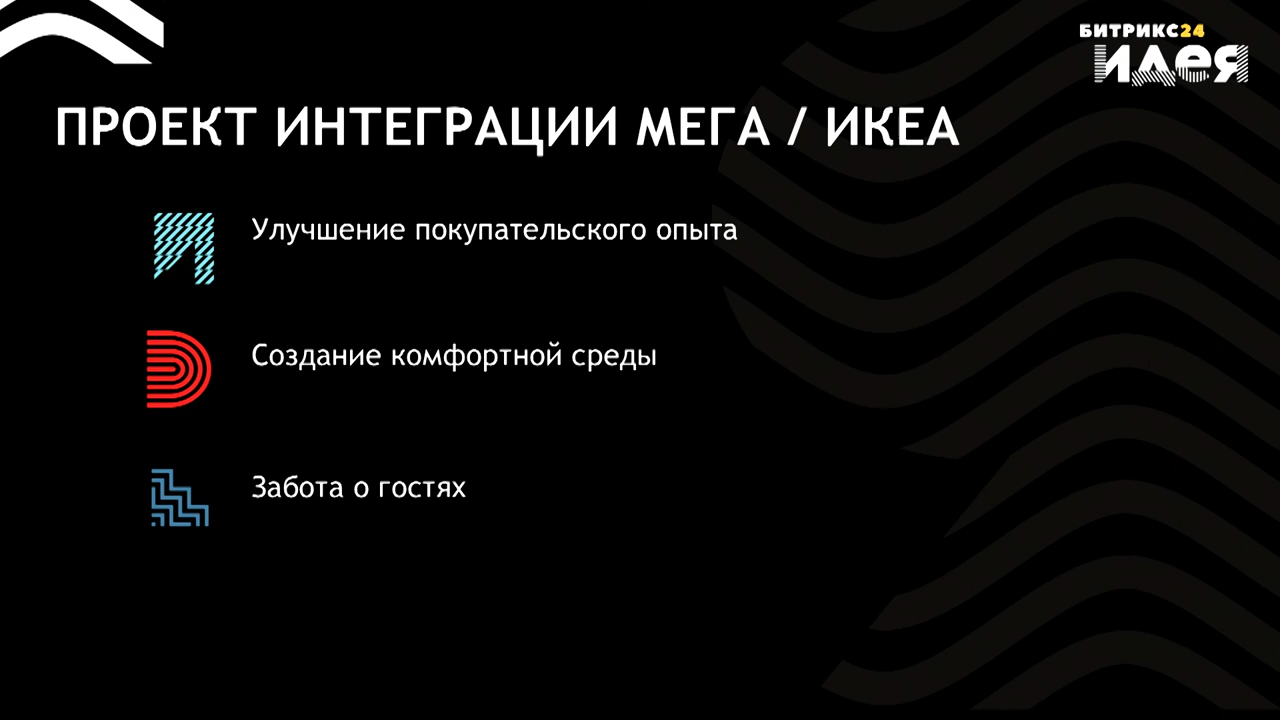 БИТРИКС24
идея
ПРОЕКТ ИНТЕГРАЦИИ МЕГА / ИКЕА
Улучшение покупательского опыта
Создание комфортной среды
Забота о гостях